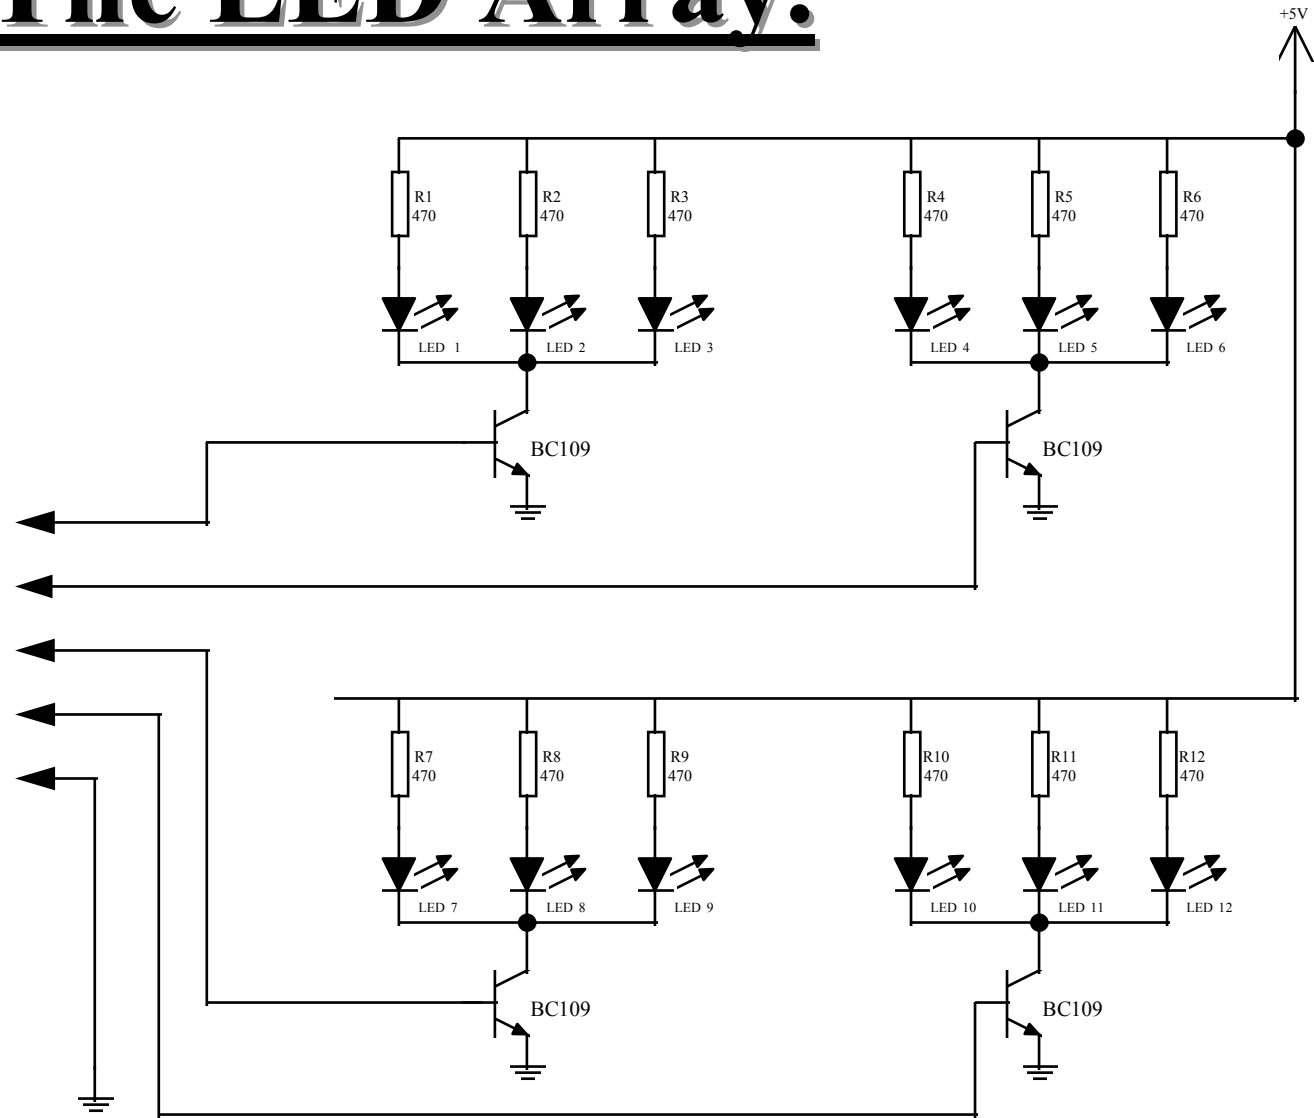 The LED Array.
+5V
R1
470
R2
470
R3
470
R4
470
R5
470
R6
470
LED 1
LED 2
LED 3
LED 4
LED 5
LED 6
BC109
BC109
R7
470
R8
470
R9
470
R10
470
R11
470
R12
470
LED 7
LED 8
LED 9
LED 10
LED 11
LED 12
BC109
BC109